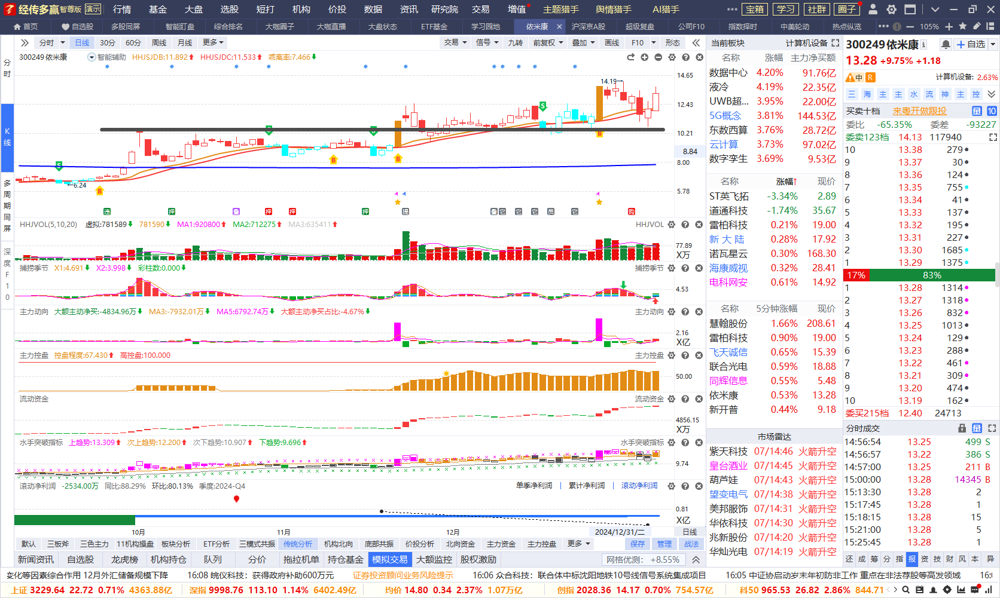 经传多赢 智尊版 演示 行情 基金 大盘 选股 短打 机构 价投 数据 资讯 研究院 交易 增值 主题猎手 舆情猎手 AI猎手 宝箱 学习 社群 圈子
首页 自选股 多股同屏 智能盯盘 综合排名 大咖圈子 大咖直播 大盘状态 ETF基金 学习园地 依米康 沪深京A股 超级复盘 公司F10 指数择时 中美轮动 热点纵览 105%
分时 日线 30分 60分 周线 月线 更多 交易 信号 九转 前复权 叠加 画线 F10 形态
分时
K线
多周期同屏
深度F10
300249 依米康 智能辅助 HHJSJDB:11.892 HHJSJDC:11.533 乖离率:7.466
14.65
14.19
12.43
10.21
8.84
8.00
6.24
5.78
S S S S
B B B B
违 押 押 押 押 提 员 购
HHJVOL(5,10,20) 虚拟:781589 781590 MA1:920800 MA2:712275 MA3:635411 HHJVOL
77.89
X万
捕捞季节 X1:4.691 X2:3.998 彩柱数:0.000 捕捞季节
4.53
主力动向 大额主动净买:-4834.96万 MA3:-7932.01万 MA5:6792.74万 大额主动净买占比:-4.67% 主力动向
2.16
X亿
主力控盘 控盘程度:67.430 高控盘:100.000 主力控盘
50.00
流动资金 流动资金
4856.15
X万
水手突破指标 上趋势:13.309 次上趋势:12.200 次下趋势:10.907 下趋势:9.696 水手突破指标
9.74
滚动净利润 -2534.00万 同比:88.29% 环比:80.13% 季度:2024-Q4 单季净利润 累计净利润 滚动净利润
0.81
X亿
10月 11月 12月 2024/12/31/二 日线
默认 三板斧 三色主力 11机构操盘 板块分析 ETF分析 三模式共振 传统分析 机构北向 底部共振 价投分析 北向资金 主力资金 主力控盘 更多 保存 管理 战法
新闻资讯 自选股 龙虎榜 机构持仓 队列 分价 拖拉机单 持仓基金 模拟交易 大额监控 股权激励 网格优测: +8.55%
当前板块 计算机设备
名称 涨幅 主力净买额
数据中心 4.20% 91.76亿
液冷 4.19% 22.35亿
UWB超... 3.95% 22.00亿
5G概念 3.81% 144.53亿
东数西算 3.76% 28.72亿
云计算 3.73% 97.02亿
数字孪生 3.69% 9.53亿
名称 涨幅↑ 现价
ST英飞拓 -3.34% 2.89
道通科技 -1.74% 35.67
雷柏科技 0.21% 19.00
新 大 陆 0.28% 17.92
诺瓦星云 0.30% 168.30
海康威视 0.32% 28.41
电科网安 0.61% 14.92
名称 5分钟涨幅 现价
慧翰股份 1.66% 208.61
雷柏科技 0.90% 19.00
飞天诚信 0.65% 15.39
联合光电 0.59% 18.88
同辉信息 0.55% 5.48
依米康 0.53% 13.28
新开普 0.44% 9.18
市场雷达
紫天科技 07/14:46 火箭升空
皇台酒业 07/14:45 火箭升空
葫芦娃 07/14:43 火箭升空
望变电气 07/14:38 火箭升空
美邦服饰 07/14:31 火箭升空
华依科技 07/14:30 火箭升空
兆新股份 07/14:20 火箭升空
华灿光电 07/14:19 火箭升空
300249 依米康 自选
13.28 +9.75% +1.18
中 R 计算机设备: 2.63%
三 海 主 主 水 流 神 主 控
买卖十档 来粤开做跟投 量 10
委比 -65.35% 委差 -93227
委卖123档 14.13 117940
10 13.38 279
9 13.37 30
8 13.36 124
7 13.35 755
6 13.34 41
5 13.33 137
4 13.32 195
3 13.31 227
2 13.30 1685
1 13.29 1375
17% 83%
1 13.28 1314
2 13.27 1318
3 13.26 832
4 13.25 1013
5 13.24 129
6 13.23 288
7 13.22 461
8 13.21 309
9 13.20 474
10 13.19 162
委买215档 12.40 24713
分时成交 量
14:56:54 13.25 499 S
14:56:57 13.22 386 S
14:57:00 13.25 211 B
15:00:00 13.28 14345 B
15:13:30 13.28 2
15:17:45 13.28 1
15:18:15 13.28 15
15:21:00 13.28 5
15:25:45 13.28 1
还 成 筹 分 指 报 资 技 财 风 本 异
变化等因素综合作用 12月外汇储备规模下降 16:08 皖仪科技：获得政府补助600万元 证券投资顾问业务风险提示 16:06 众合科技：联合体中标沈阳地铁10号线信号系统集成项目 16:05 中证协启动岁末年初防非工作 重点在非法荐股等高发领域
上证 3229.64 22.72 0.71% 4363.88亿 深指 9998.76 113.10 1.14% 6402.49亿 均价 14.80 0.34 2.37% 1.07万亿 创指 2028.36 14.17 0.70% 754.57亿 科50 965.53 26.82 2.86% 844.71